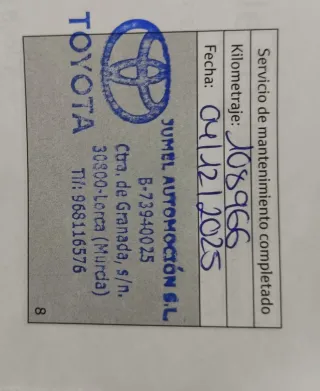 Servicio de mantenimiento completado
Kilometraje: 108966
Fecha: 04/12/2025
TOYOTA
JUMEL AUTOMOCIÓN S.L.
B-73940025
Ctra. de Granada, s/n.
30800-Lorca (Murcia)
Tlf: 968116576
8